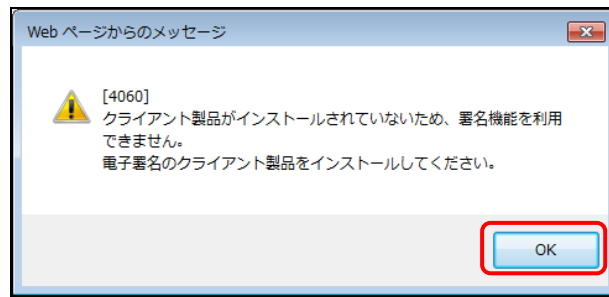 Web ページからのメッセージ
[4060]
クライアント製品がインストールされていないため、署名機能を利用
できません。
電子署名のクライアント製品をインストールしてください。
OK